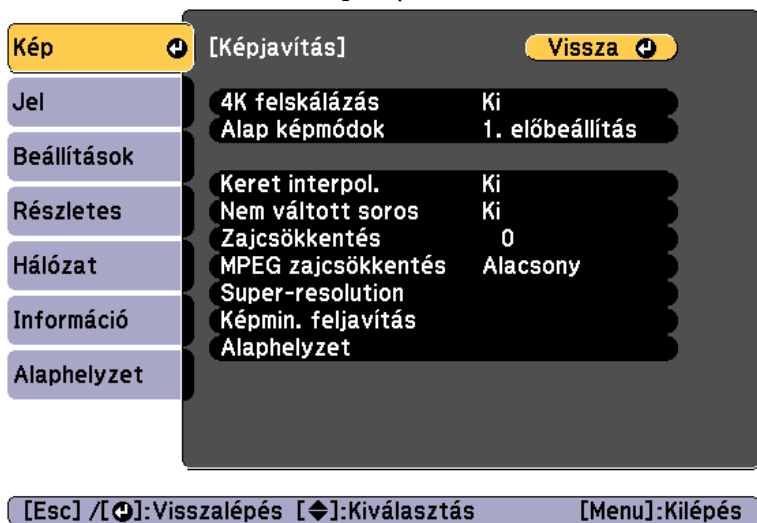 Kép
[Képjavítás] Vissza
Jel
4K felskálázás Ki
Alap képmódok 1. előbeállítás
Beállítások
Keret interpol. Ki
Részletes
Nem váltott soros Ki
Zajcsökkentés 0
Hálózat
MPEG zajcsökkentés Alacsony
Super-resolution
Információ
Képmin. feljavítás
Alaphelyzet
Alaphelyzet
[Esc] /[ ]:Visszalépés [ ]:Kiválasztás [Menu]:Kilépés